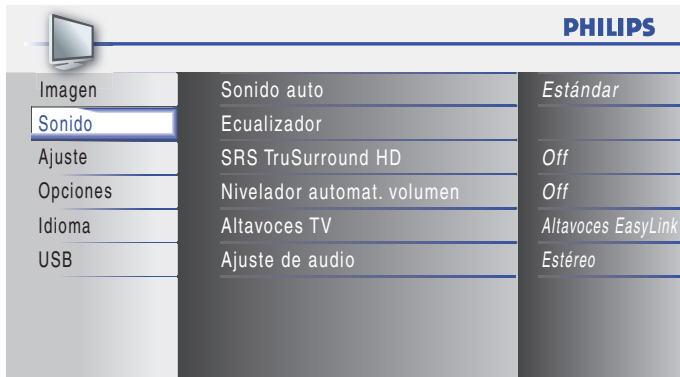 PHILIPS
Imagen Sonido auto Estándar
Sonido Ecualizador
Ajuste SRS TruSurround HD Off
Opciones Nivelador automat. volumen Off
Idioma Altavoces TV Altavoces EasyLink
USB Ajuste de audio Estéreo